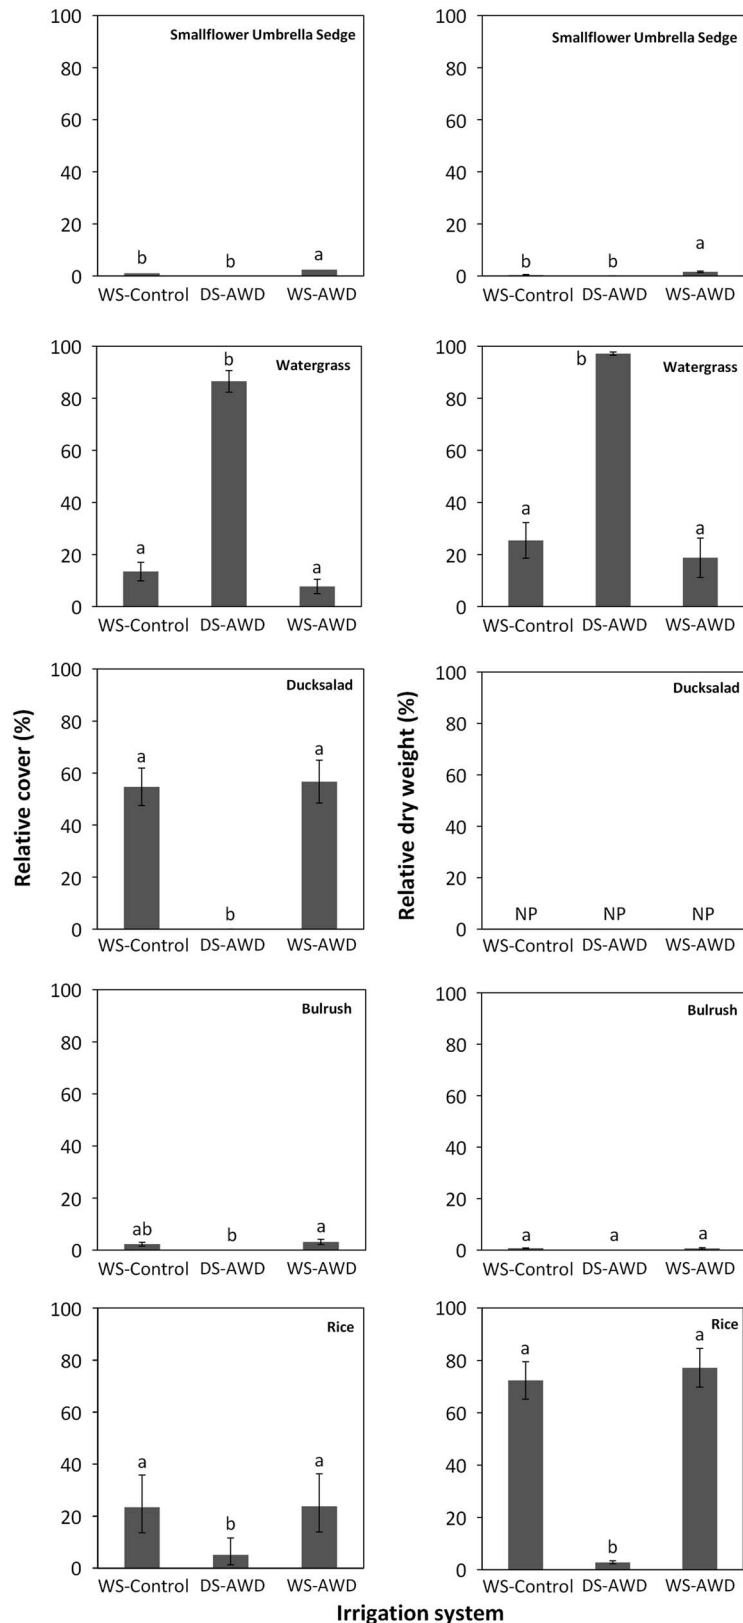 Smallflower Umbrella Sedge
100
80
60
40
20
0
b
b
a
WS-Control DS-AWD WS-AWD
Smallflower Umbrella Sedge
100
80
60
40
20
0
b
b
a
WS-Control DS-AWD WS-AWD
Watergrass
100
80
60
40
20
0
a
b
a
WS-Control DS-AWD WS-AWD
Watergrass
100
80
60
40
20
0
a
b
a
WS-Control DS-AWD WS-AWD
Relative cover (%)
Ducksalad
100
80
60
40
20
0
a
b
a
WS-Control DS-AWD WS-AWD
Relative dry weight (%)
Ducksalad
100
80
60
40
20
0
NP NP NP
WS-Control DS-AWD WS-AWD
Bulrush
100
80
60
40
20
0
ab
b
a
WS-Control DS-AWD WS-AWD
Bulrush
100
80
60
40
20
0
a
a
a
WS-Control DS-AWD WS-AWD
Rice
100
80
60
40
20
0
a
b
a
WS-Control DS-AWD WS-AWD
Rice
100
80
60
40
20
0
a
b
a
WS-Control DS-AWD WS-AWD
Irrigation system